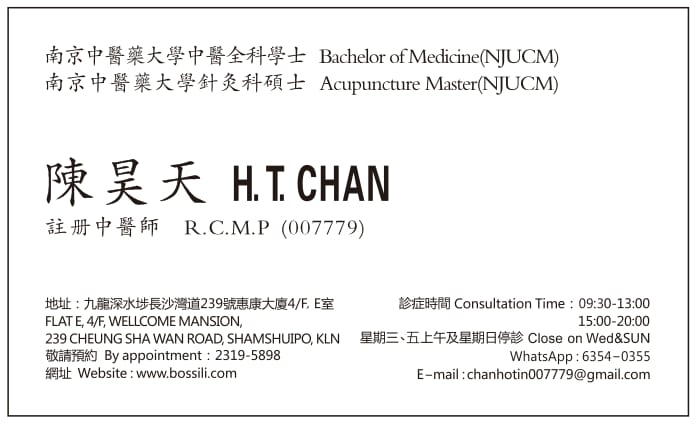 南京中醫藥大學中醫全科學士 Bachelor of Medicine(NJUCM)
南京中醫藥大學針灸科碩士 Acupuncture Master(NJUCM)
陳昊天 H.T. CHAN
註册中醫師 R.C.M.P (007779)
地址：九龍深水埗長沙灣道239號惠康大廈4/F, E室
FLAT E, 4/F, WELLCOME MANSION,
239 CHEUNG SHA WAN ROAD, SHAMSHUIPO, KLN
敬請預約 By appointment：2319-5898
網址 Website : www.bossili.com
診症時間 Consultation Time：09:30-13:00
15:00-20:00
星期三、五上午及星期日停診 Close on Wed&SUN
WhatsApp : 6354-0355
E-mail : chanhotin007779@gmail.com